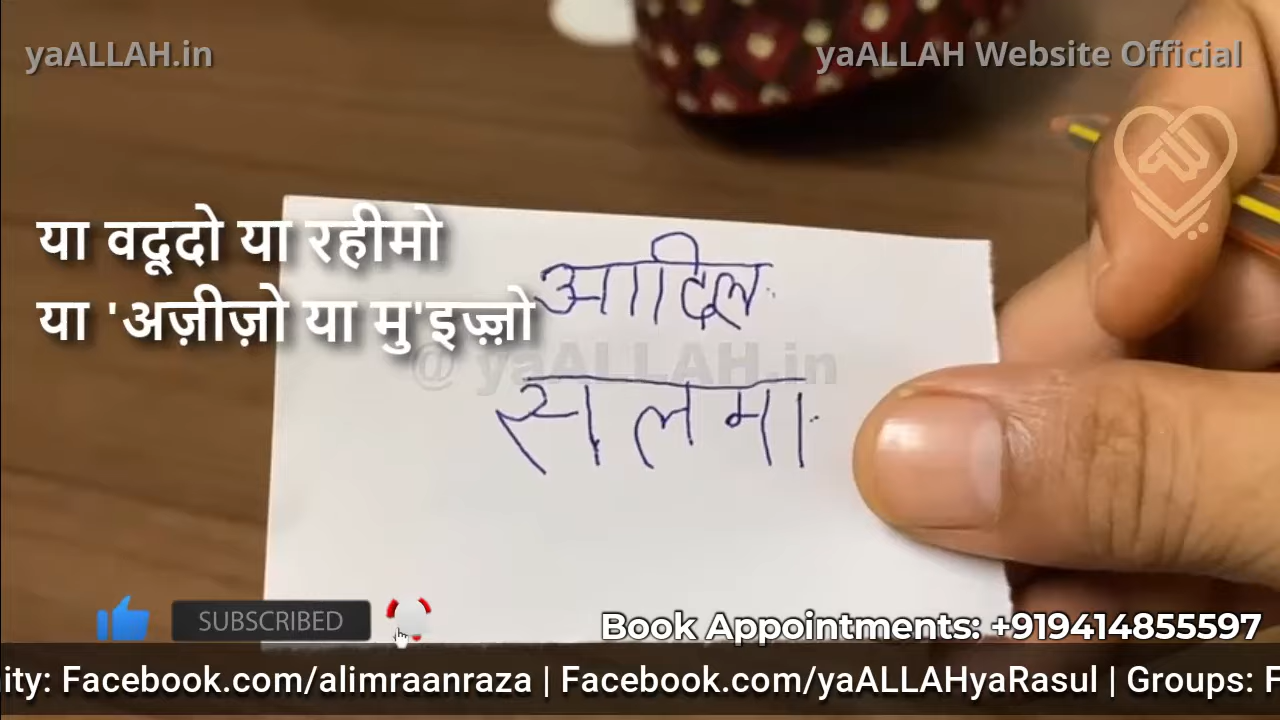 yaALLAH.in
yaALLAH Website Official
या वदूदो या रहीमो
या 'अज़ीज़ो या मु'इज़्ज़ो
आदिल
@ yaALLAH.in
सलमा
SUBSCRIBED
Book Appointments: +919414855597
ity: Facebook.com/alimraanraza | Facebook.com/yaALLAHyaRasul | Groups: F